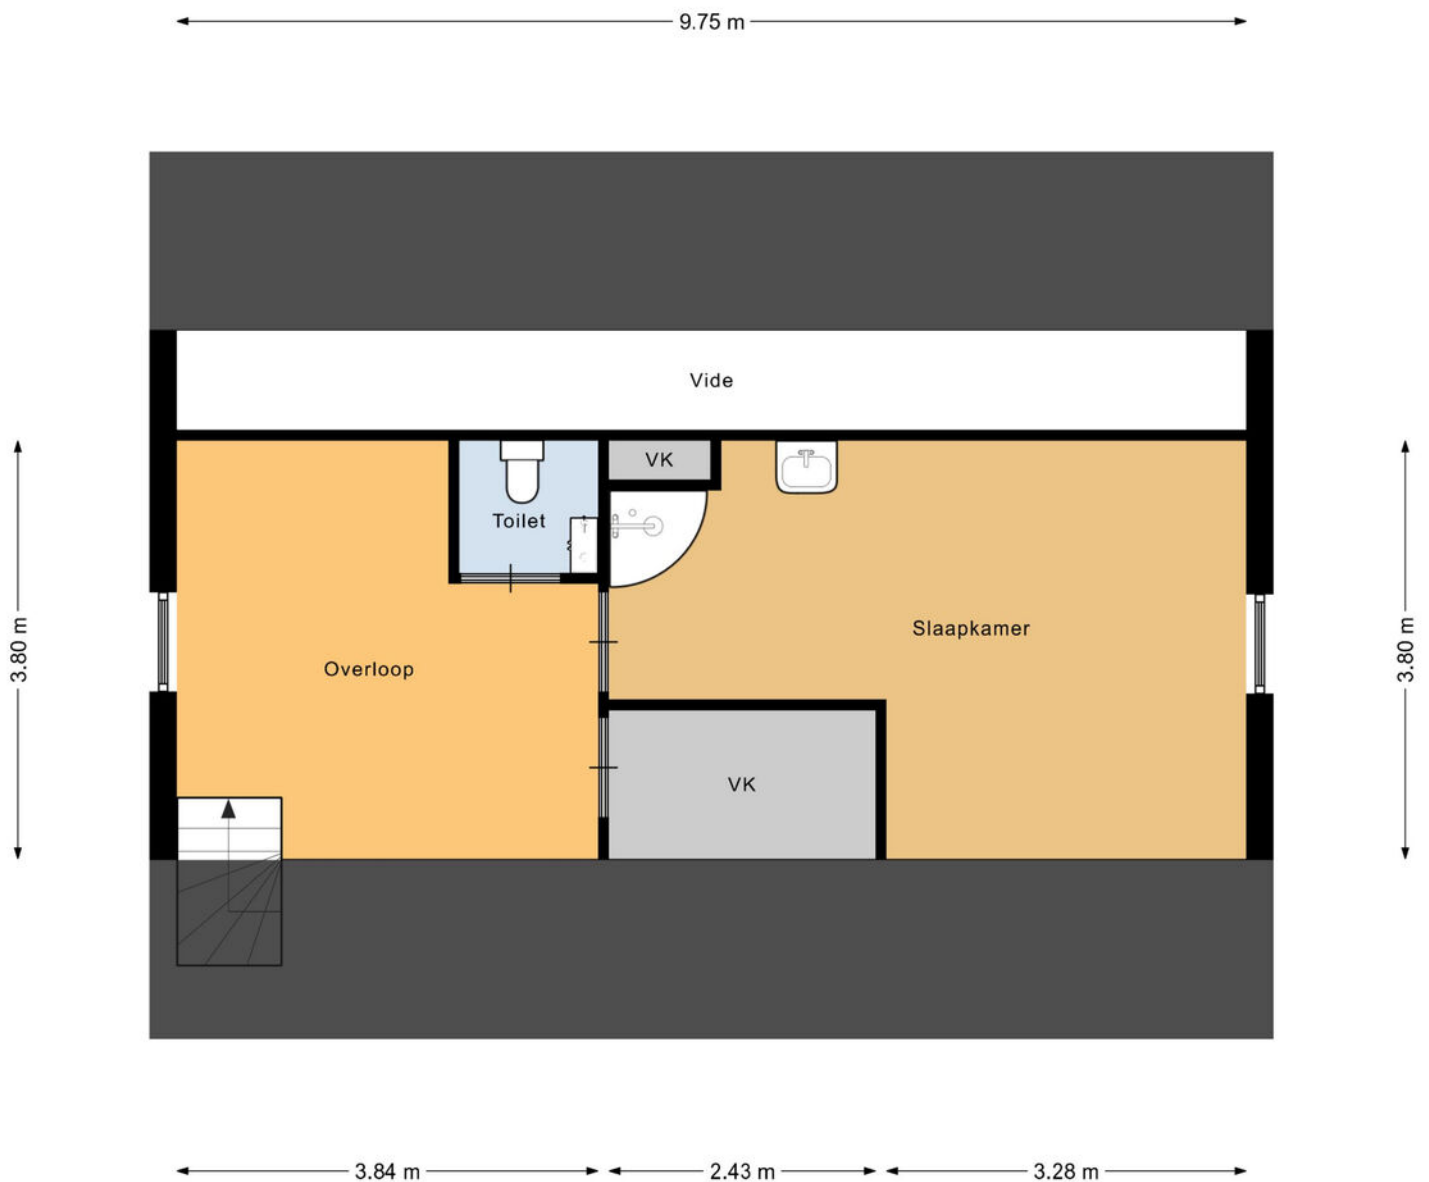 9.75 m
Vide
VK
Toilet
Slaapkamer
Overloop
3.80 m
3.80 m
VK
3.84 m
2.43 m
3.28 m